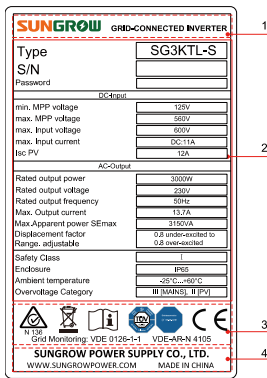 SUNGROW GRID-CONNECTED INVERTER 1
Type SG3KTL-S
S/N
Password
DC-Input
min. MPP voltage 125V
max. MPP voltage 560V
max. Input voltage 600V
max. Input current DC:11A
Isc PV 12A
2
AC-Output
Rated output power 3000W
Rated output voltage 230V
Rated output frequency 50Hz
Max. Output current 13.7A
Max.Apparent power SEmax 3150VA
Displacement factor 0.8 under-excited to
Range. adjustable 0.8 over-excited
Safety Class I
Enclosure IP65
Ambient temperature -25°C...+60°C
Overvoltage Category III [MAINS], II [PV]
N 136 i TÜV CE
3
Grid Monitoring: VDE 0126-1-1 VDE-AR-N 4105
SUNGROW POWER SUPPLY CO., LTD. 4
WWW.SUNGROWPOWER.COM MADE IN CHINA